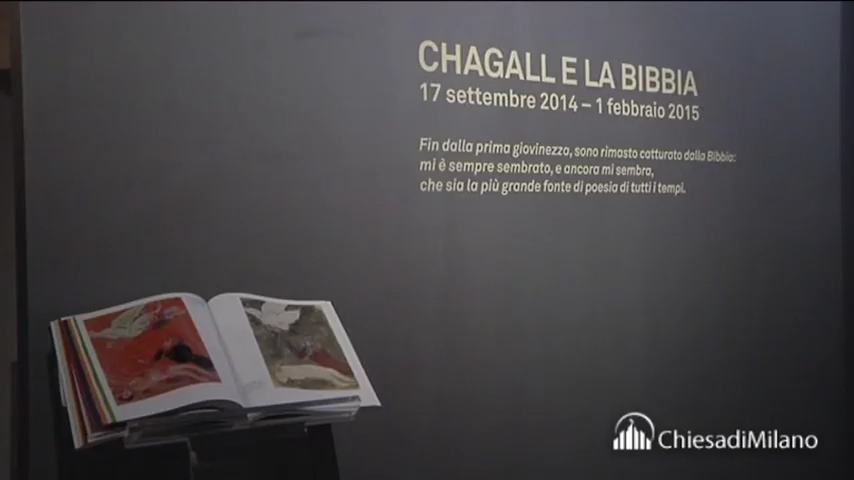 CHAGALL E LA BIBBIA
17 settembre 2014 – 1 febbraio 2015
Fin dalla prima giovinezza, sono rimasto catturato dalla Bibbia:
mi è sempre sembrato, e ancora mi sembra,
che sia la più grande fonte di poesia di tutti i tempi.
ChiesadiMilano